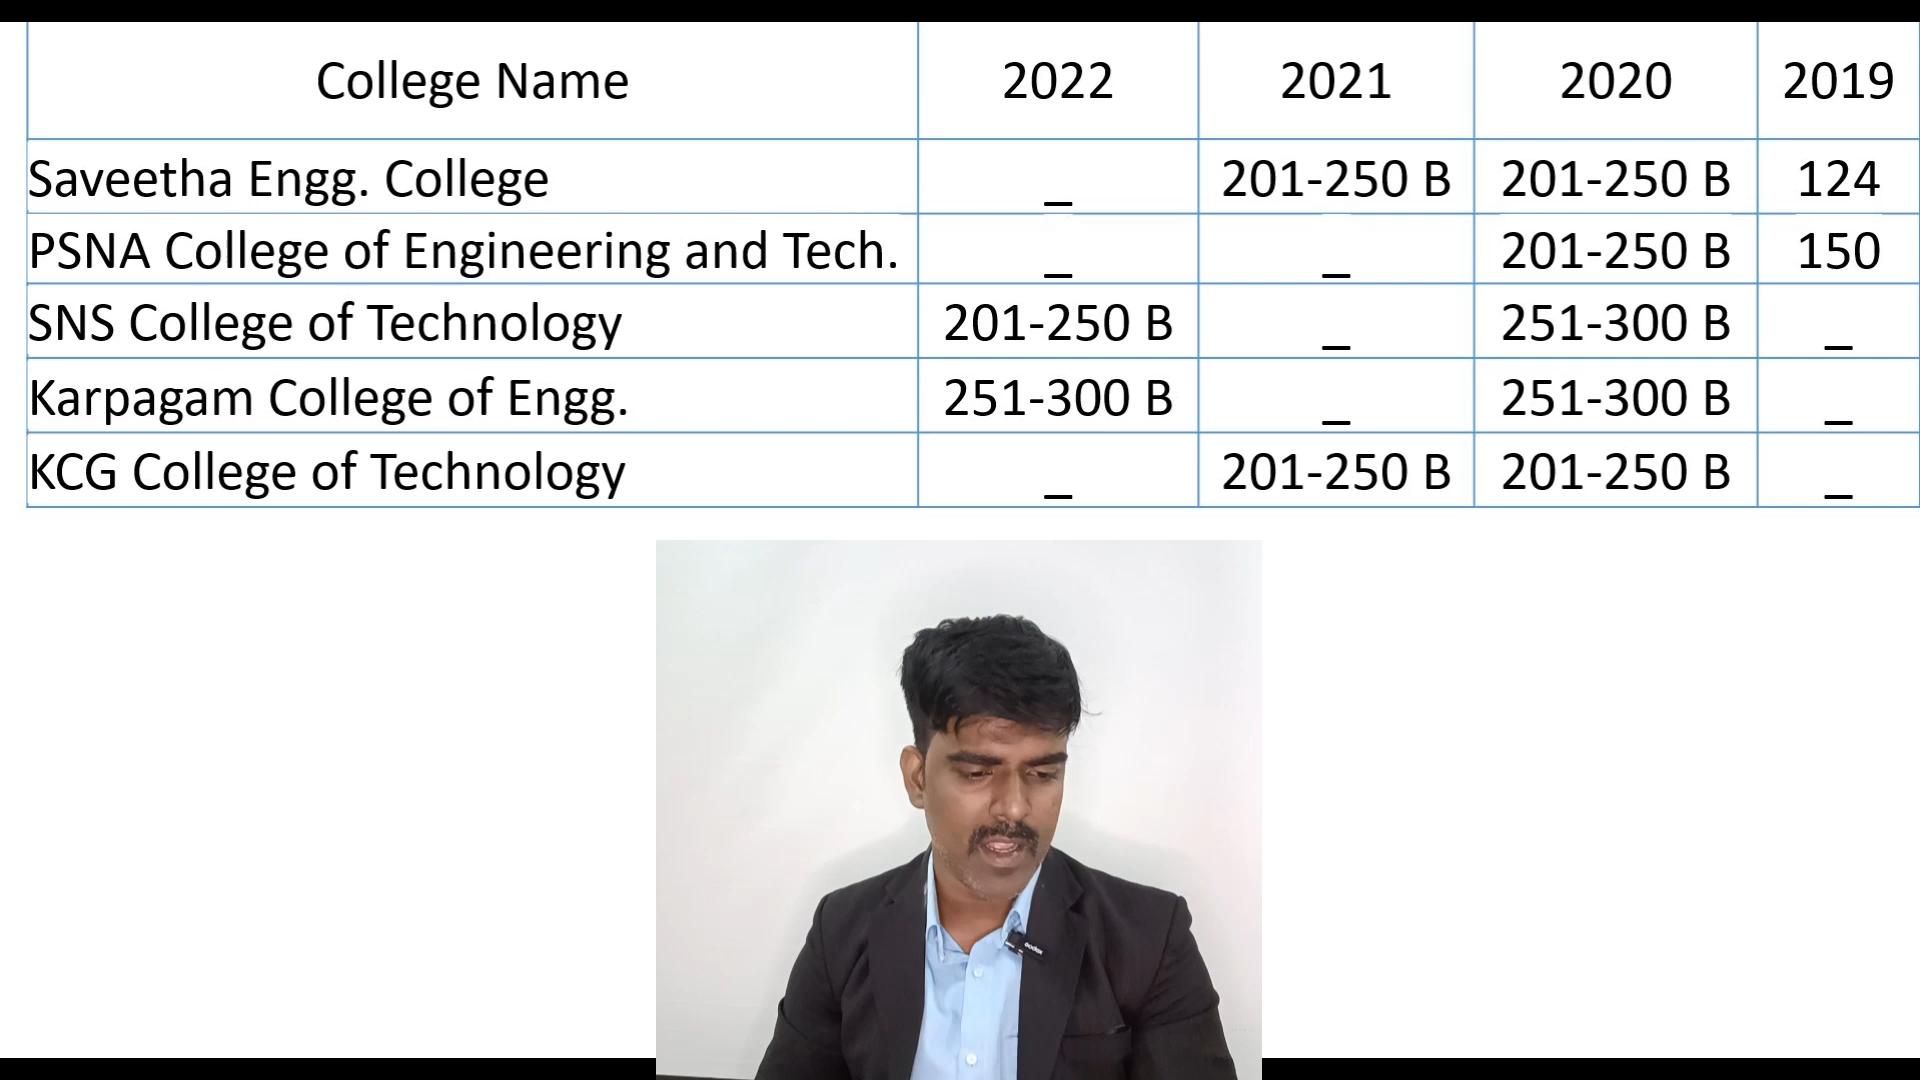 College Name 2022 2021 2020 2019
Saveetha Engg. College _ 201-250 B 201-250 B 124
PSNA College of Engineering and Tech. _ _ 201-250 B 150
SNS College of Technology 201-250 B _ 251-300 B _
Karpagam College of Engg. 251-300 B _ 251-300 B _
KCG College of Technology _ 201-250 B 201-250 B _
Godox